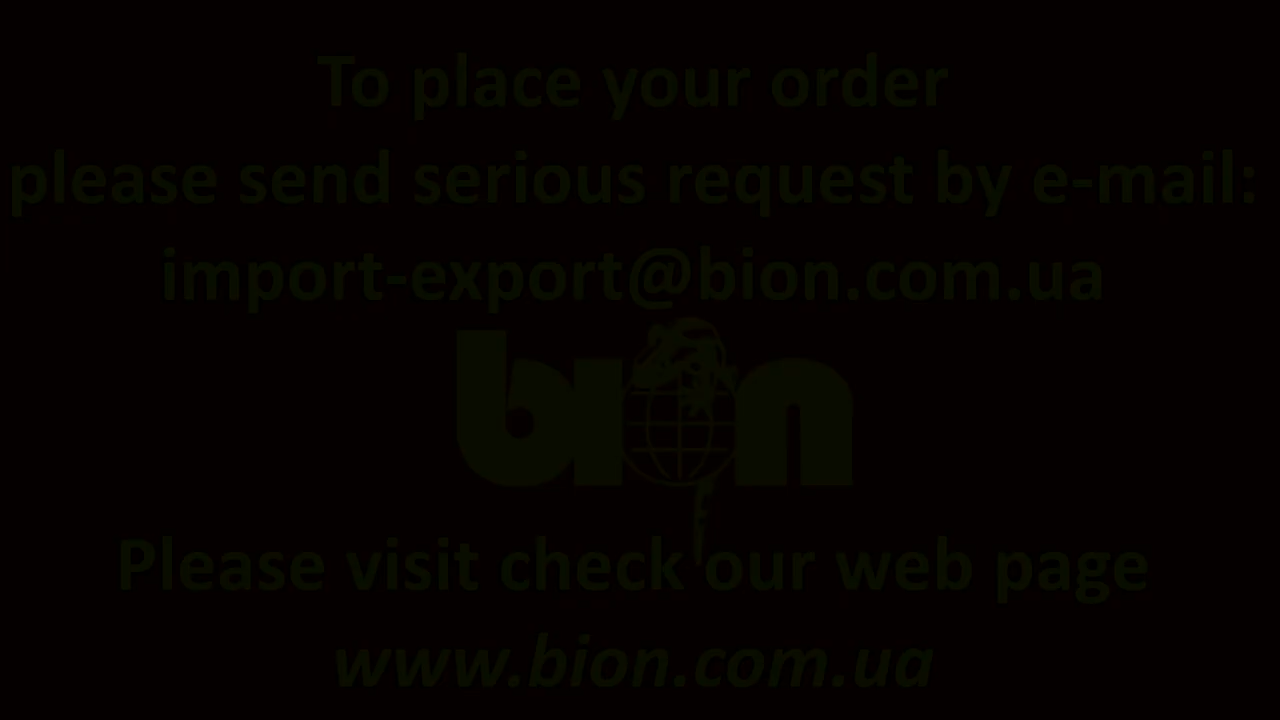 To place your order
please send serious request by e-mail:
import-export@bion.com.ua
bion
Please visit check our web page
www.bion.com.ua